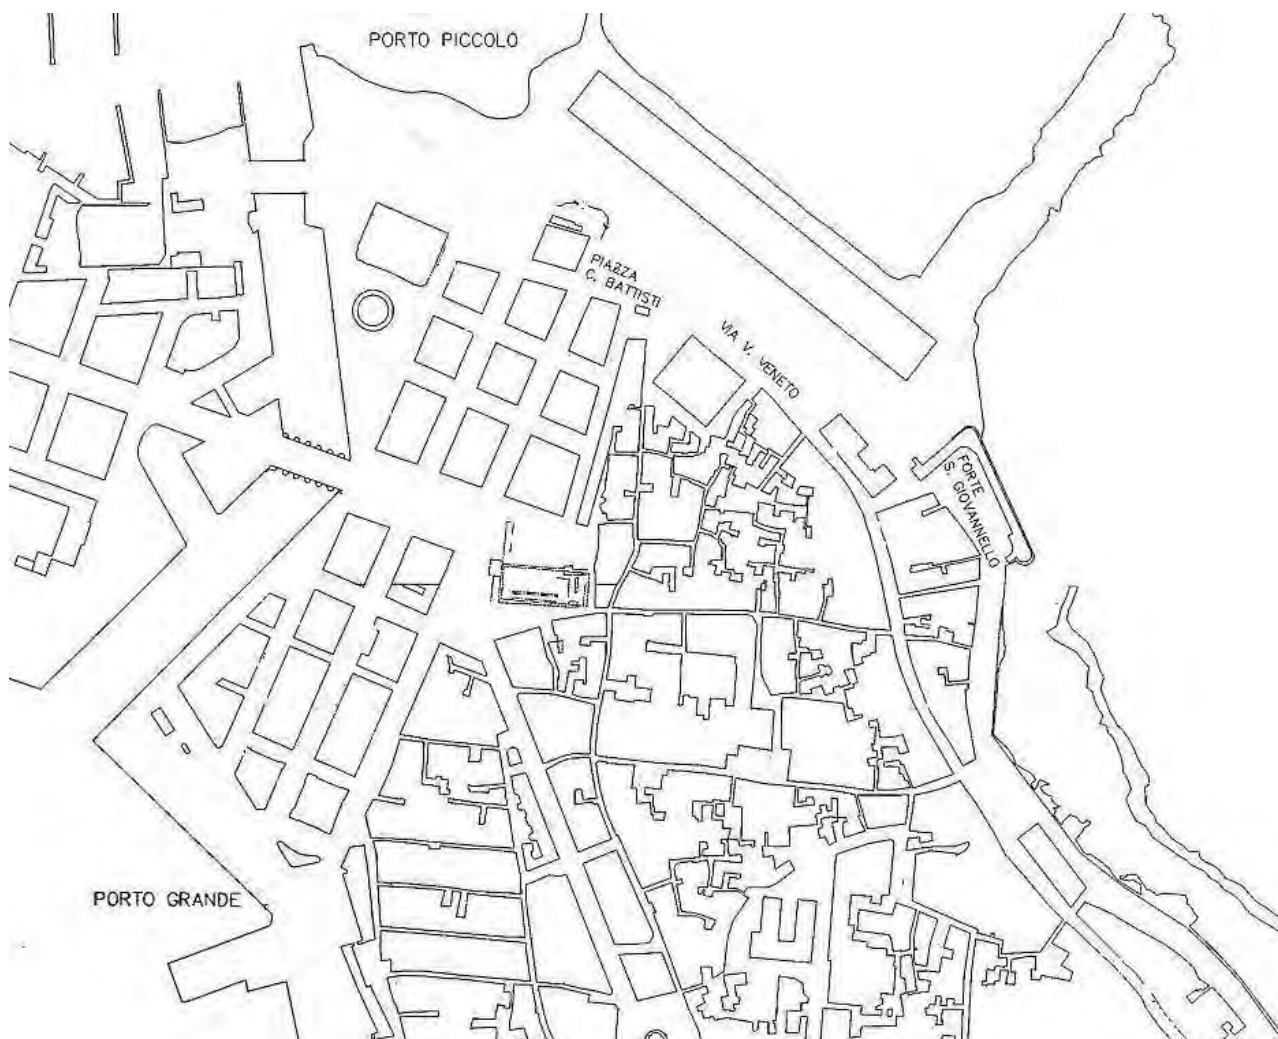 PORTO PICCOLO
PIAZZA
C. BATTISTI
VIA V. VENETO
FORTE
S. GIOVANNELLO
PORTO GRANDE